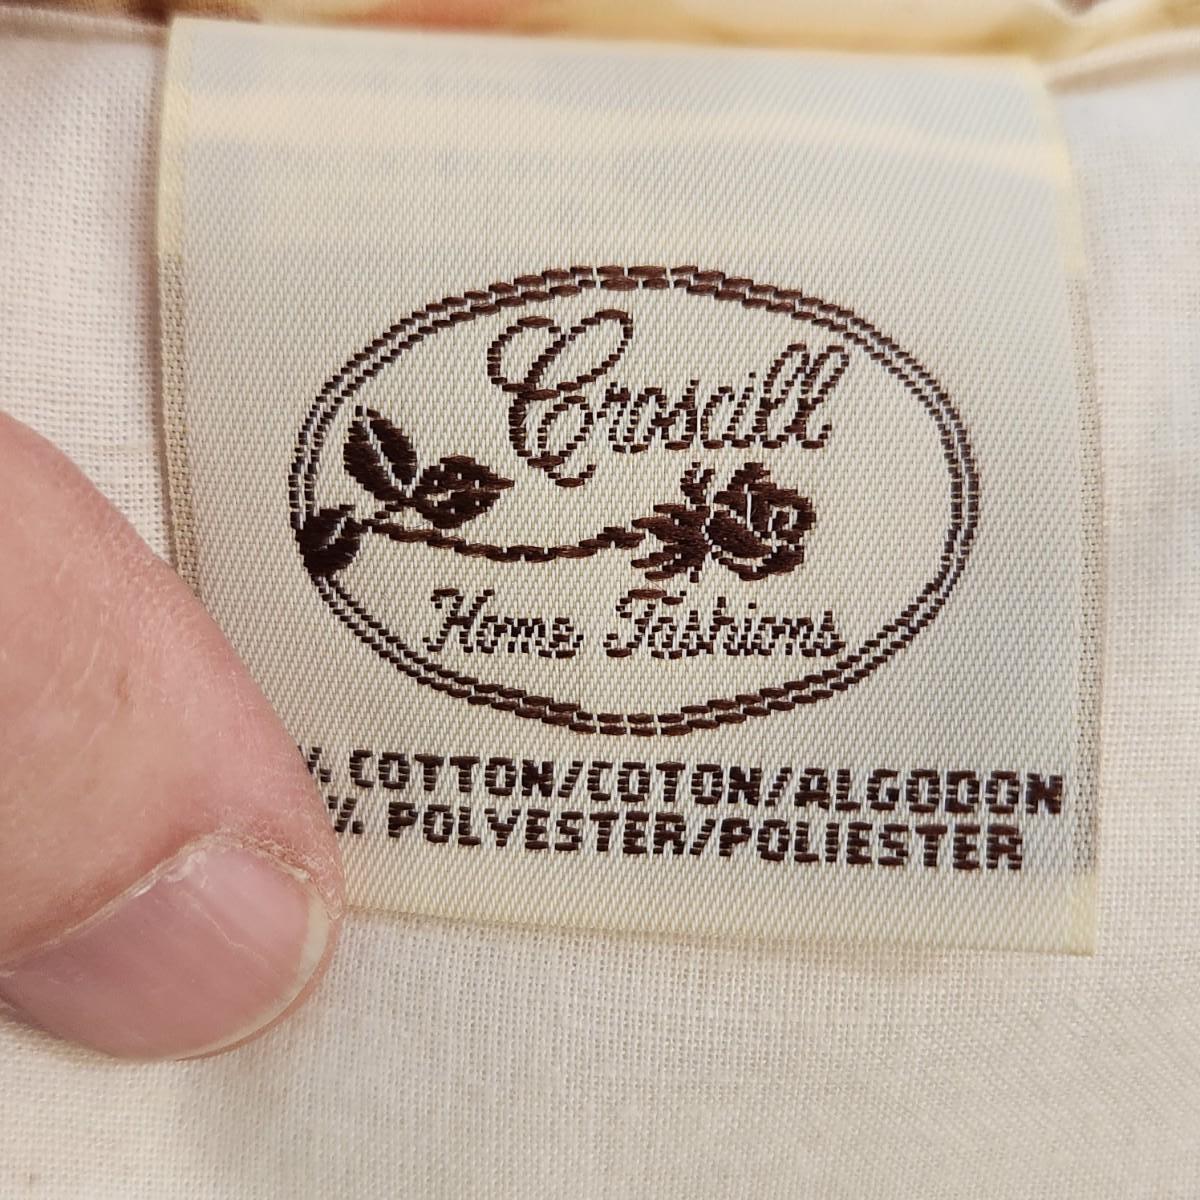 Croscill
Home Fashions
% COTTON/COTON/ALGODON
% POLYESTER/POLIESTER